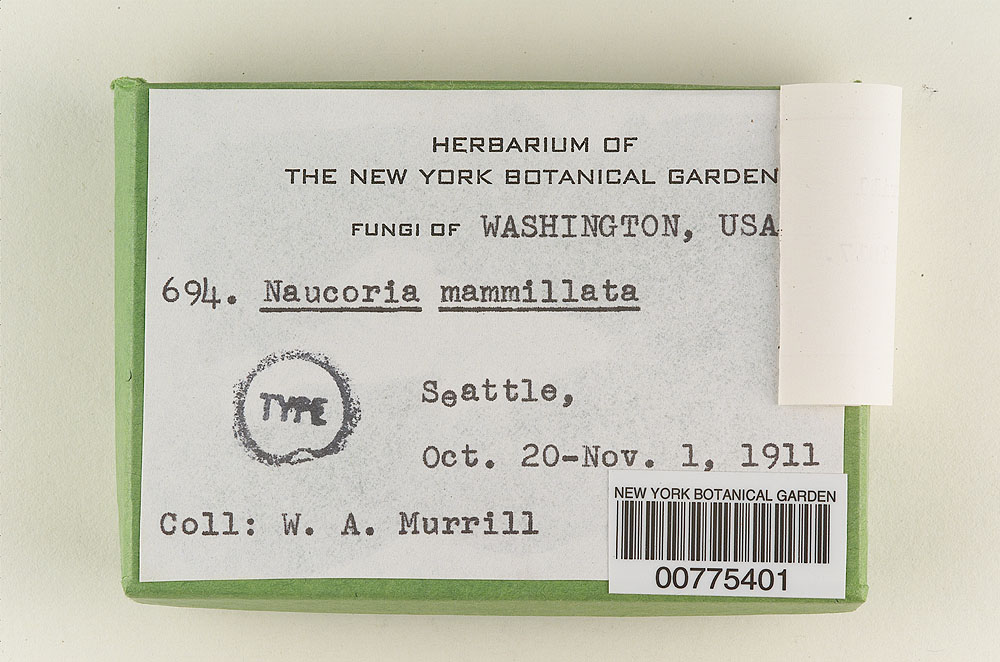 HERBARIUM OF
THE NEW YORK BOTANICAL GARDEN
FUNGI OF WASHINGTON, USA
694. Naucoria mammillata
TYPE
Seattle,
Oct. 20-Nov. 1, 1911
Coll: W. A. Murrill
NEW YORK BOTANICAL GARDEN
00775401